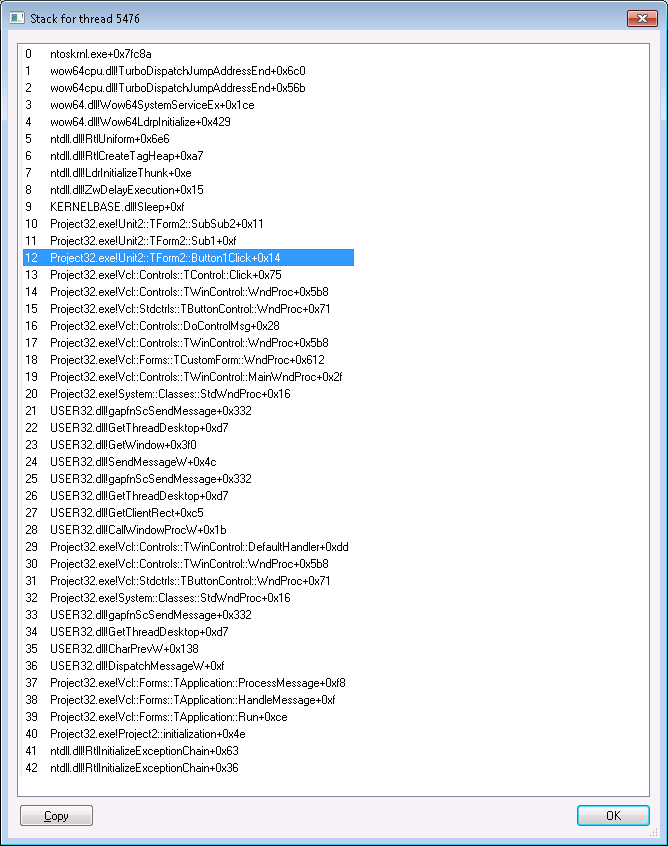 Stack for thread 5476
0 ntoskrnl.exe+0x7fc8a
1 wow64cpu.dll!TurboDispatchJumpAddressEnd+0x6c0
2 wow64cpu.dll!TurboDispatchJumpAddressEnd+0x56b
3 wow64.dll!Wow64SystemServiceEx+0x1ce
4 wow64.dll!Wow64LdrpInitialize+0x429
5 ntdll.dll!RtlUniform+0x6e6
6 ntdll.dll!RtlCreateTagHeap+0xa7
7 ntdll.dll!LdrInitializeThunk+0xe
8 ntdll.dll!ZwDelayExecution+0x15
9 KERNELBASE.dll!Sleep+0xf
10 Project32.exe!Unit2::TForm2::SubSub2+0x11
11 Project32.exe!Unit2::TForm2::Sub1+0xf
12 Project32.exe!Unit2::TForm2::Button1Click+0x14
13 Project32.exe!Vcl::Controls::TControl::Click+0x75
14 Project32.exe!Vcl::Controls::TWinControl::WndProc+0x5b8
15 Project32.exe!Vcl::Stdctrls::TButtonControl::WndProc+0x71
16 Project32.exe!Vcl::Controls::DoControlMsg+0x28
17 Project32.exe!Vcl::Controls::TWinControl::WndProc+0x5b8
18 Project32.exe!Vcl::Forms::TCustomForm::WndProc+0x612
19 Project32.exe!Vcl::Controls::TWinControl::MainWndProc+0x2f
20 Project32.exe!System::Classes::StdWndProc+0x16
21 USER32.dll!gapfnScSendMessage+0x332
22 USER32.dll!GetThreadDesktop+0xd7
23 USER32.dll!GetWindow+0x3f0
24 USER32.dll!SendMessageW+0x4c
25 USER32.dll!gapfnScSendMessage+0x332
26 USER32.dll!GetThreadDesktop+0xd7
27 USER32.dll!GetClientRect+0xc5
28 USER32.dll!CallWindowProcW+0x1b
29 Project32.exe!Vcl::Controls::TWinControl::DefaultHandler+0xdd
30 Project32.exe!Vcl::Controls::TWinControl::WndProc+0x5b8
31 Project32.exe!Vcl::Stdctrls::TButtonControl::WndProc+0x71
32 Project32.exe!System::Classes::StdWndProc+0x16
33 USER32.dll!gapfnScSendMessage+0x332
34 USER32.dll!GetThreadDesktop+0xd7
35 USER32.dll!CharPrevW+0x138
36 USER32.dll!DispatchMessageW+0xf
37 Project32.exe!Vcl::Forms::TApplication::ProcessMessage+0xf8
38 Project32.exe!Vcl::Forms::TApplication::HandleMessage+0xf
39 Project32.exe!Vcl::Forms::TApplication::Run+0xce
40 Project32.exe!Project2::initialization+0x4e
41 ntdll.dll!RtlInitializeExceptionChain+0x63
42 ntdll.dll!RtlInitializeExceptionChain+0x36
Copy OK